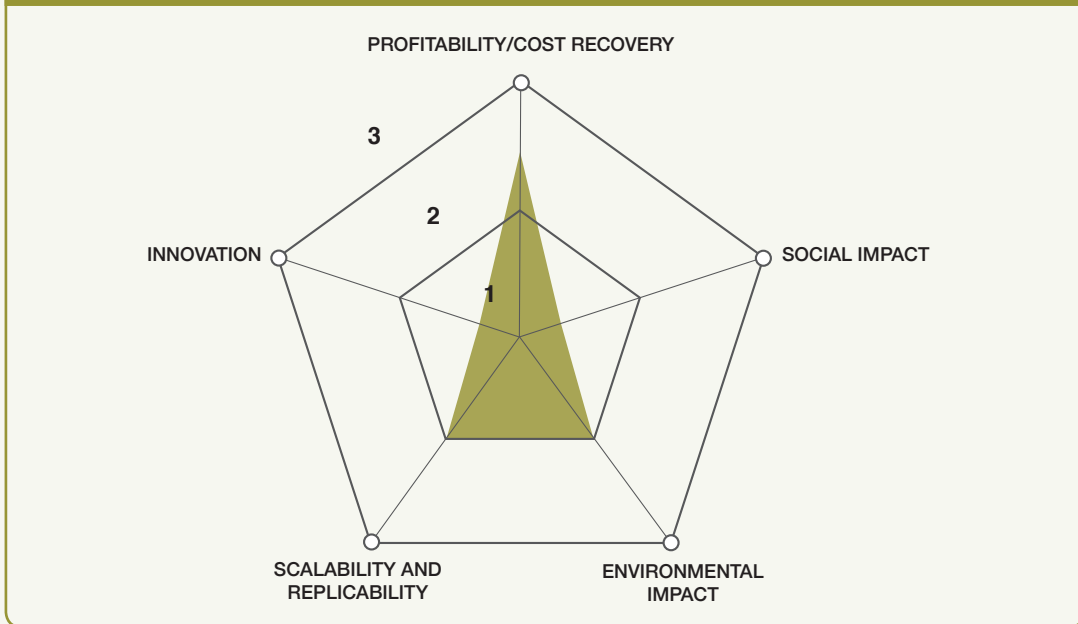 PROFITABILITY/COST RECOVERY
3
2
INNOVATION
SOCIAL IMPACT
1
SCALABILITY AND
REPLICABILITY
ENVIRONMENTAL
IMPACT